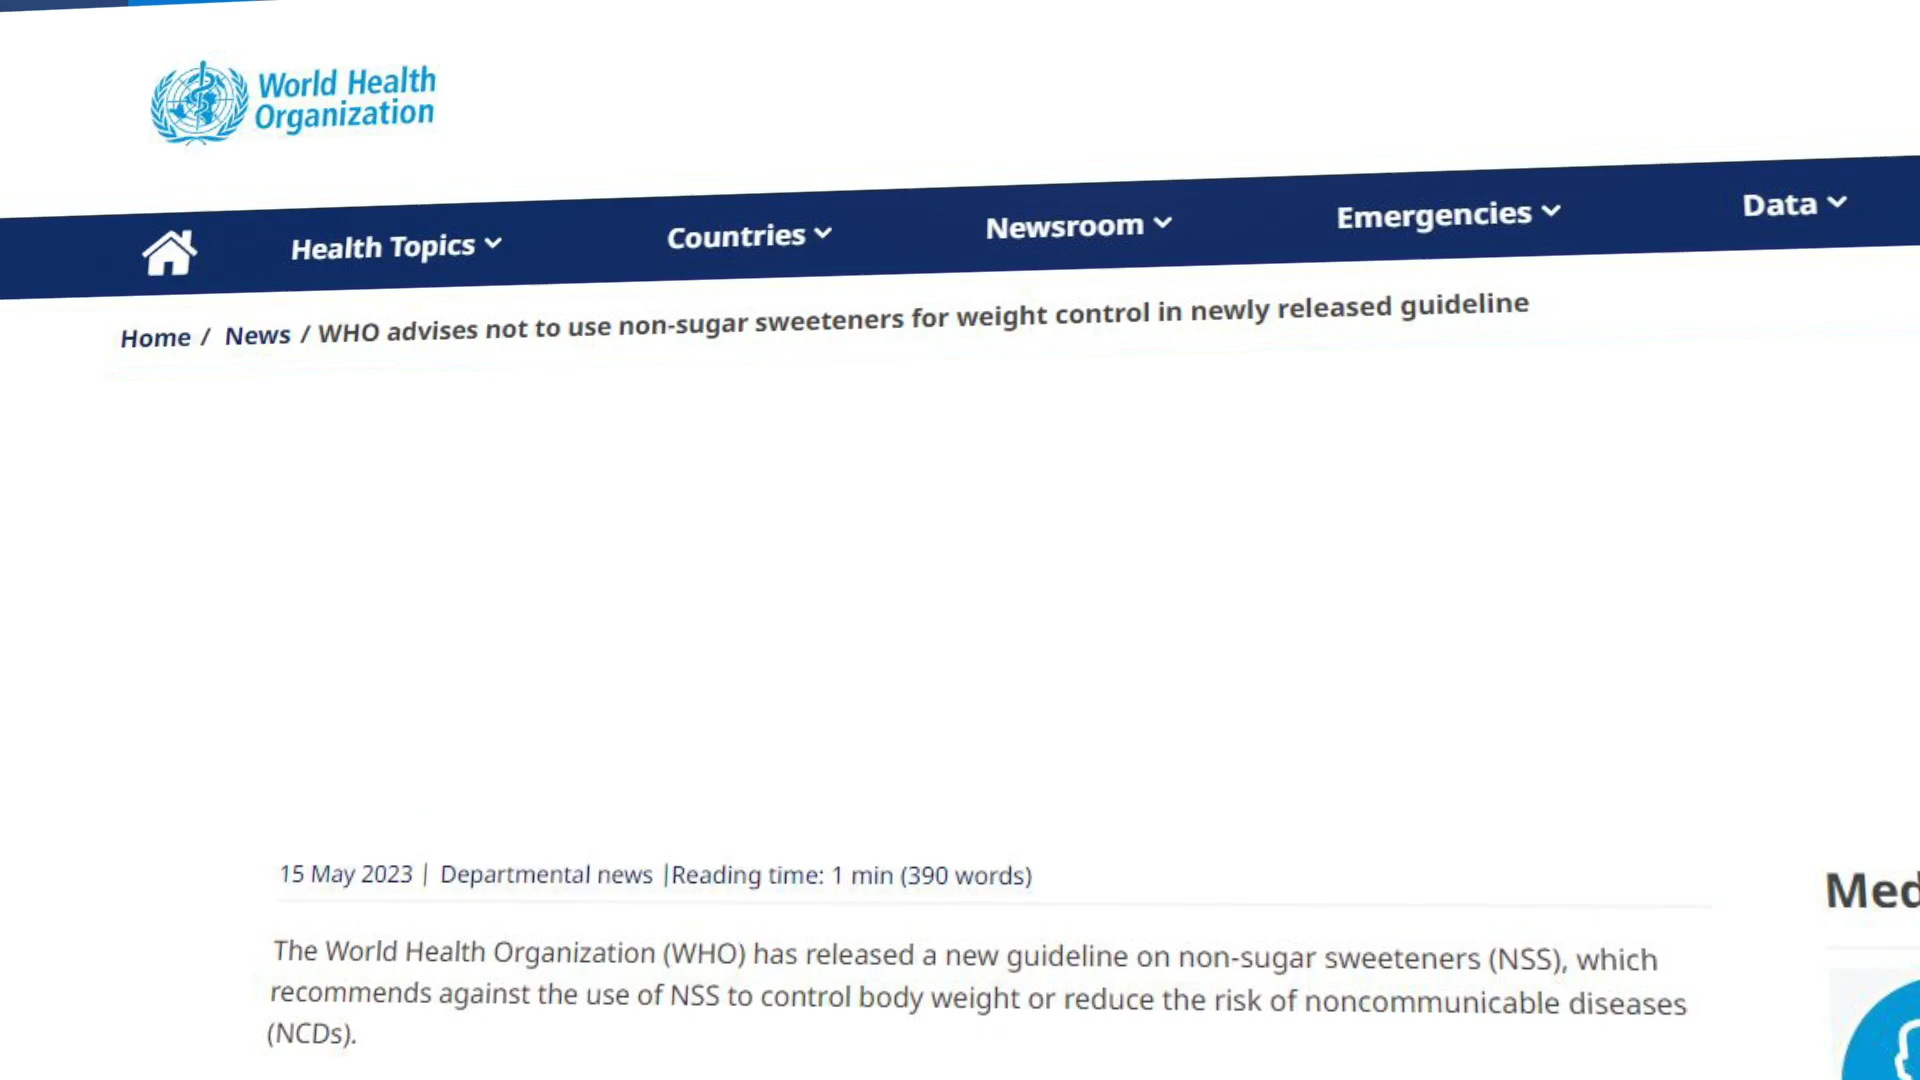 World Health
Organization
Health Topics
Countries
Newsroom
Emergencies
Data
Home / News / WHO advises not to use non-sugar sweeteners for weight control in newly released guideline
15 May 2023 | Departmental news |Reading time: 1 min (390 words)
Med
The World Health Organization (WHO) has released a new guideline on non-sugar sweeteners (NSS), which
recommends against the use of NSS to control body weight or reduce the risk of noncommunicable diseases
(NCDs).